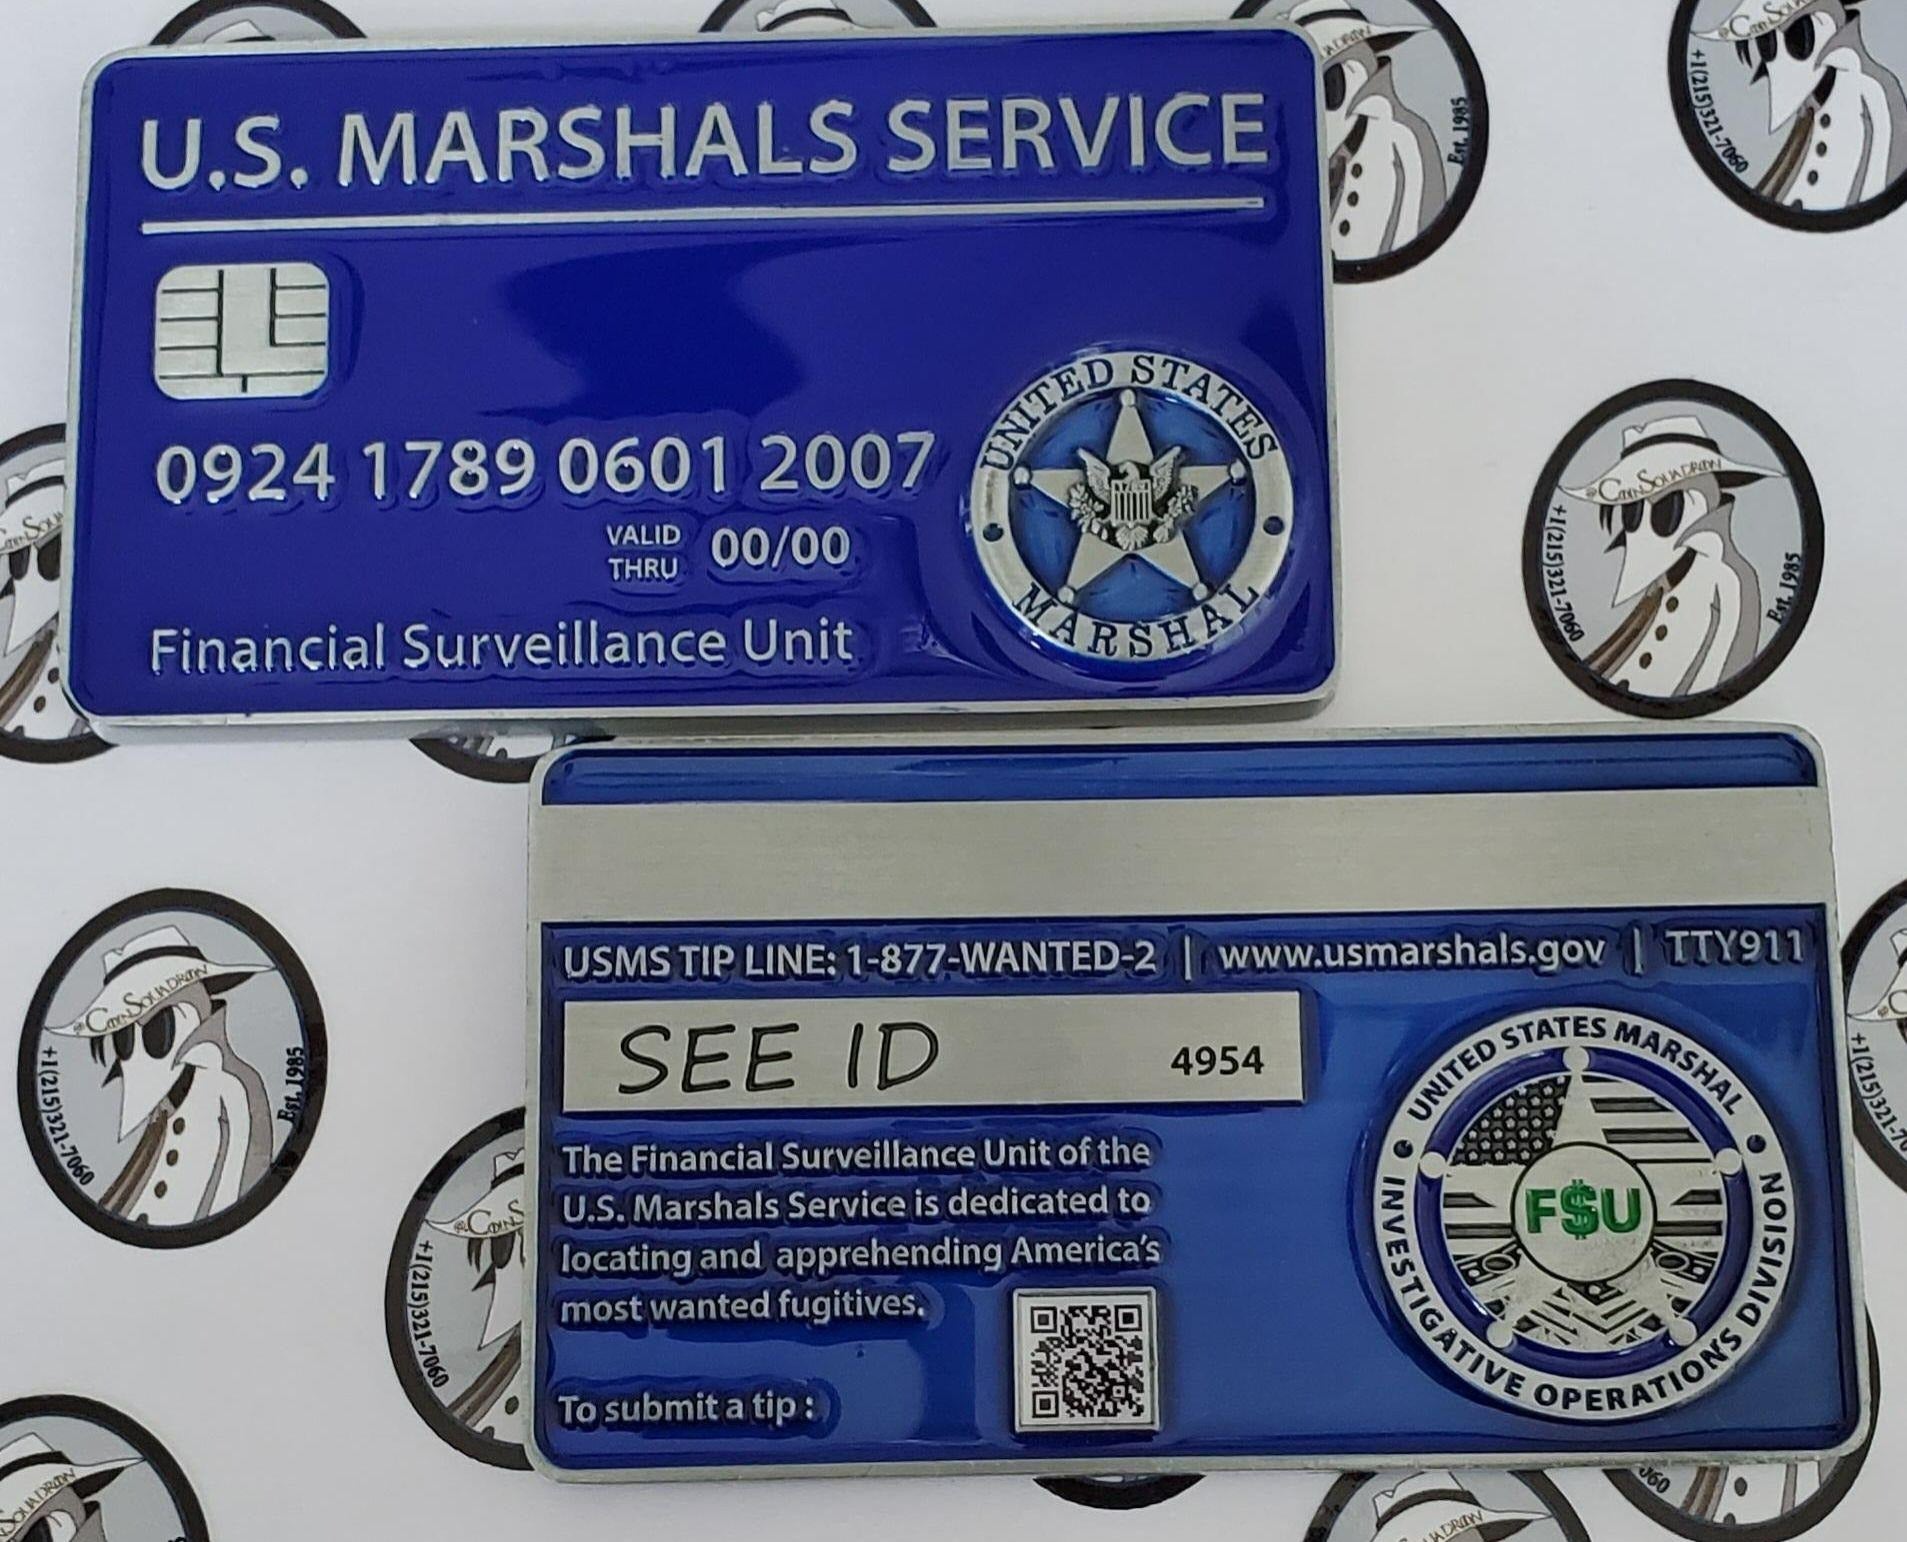 U.S. MARSHALS SERVICE
0924 1789 0601 2007
VALID THRU 00/00
Financial Surveillance Unit
UNITED STATES
MARSHAL
USMS TIP LINE: 1-877-WANTED-2 | www.usmarshals.gov | TTY911
SEE ID 4954
The Financial Surveillance Unit of the
U.S. Marshals Service is dedicated to
locating and apprehending America's
most wanted fugitives.
To submit a tip :
UNITED STATES MARSHAL
F$U
INVESTIGATIVE OPERATIONS DIVISION
@CoinSquadron
+1(215)321-7060
Est. 1985